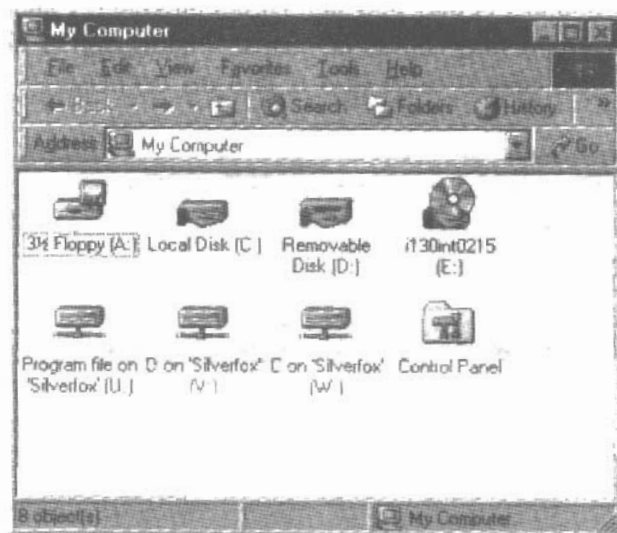 My Computer
File Edit View Favorites Tools Help
Back Search Folders History »
Address My Computer Go
3½ Floppy (A:) Local Disk (C:) Removable Disk (D:) i130int0215 (E:)
Program file on 'Silverfox' (U:) D on 'Silverfox' (V:) on 'Silverfox' (W:) Control Panel
8 object(s) My Computer